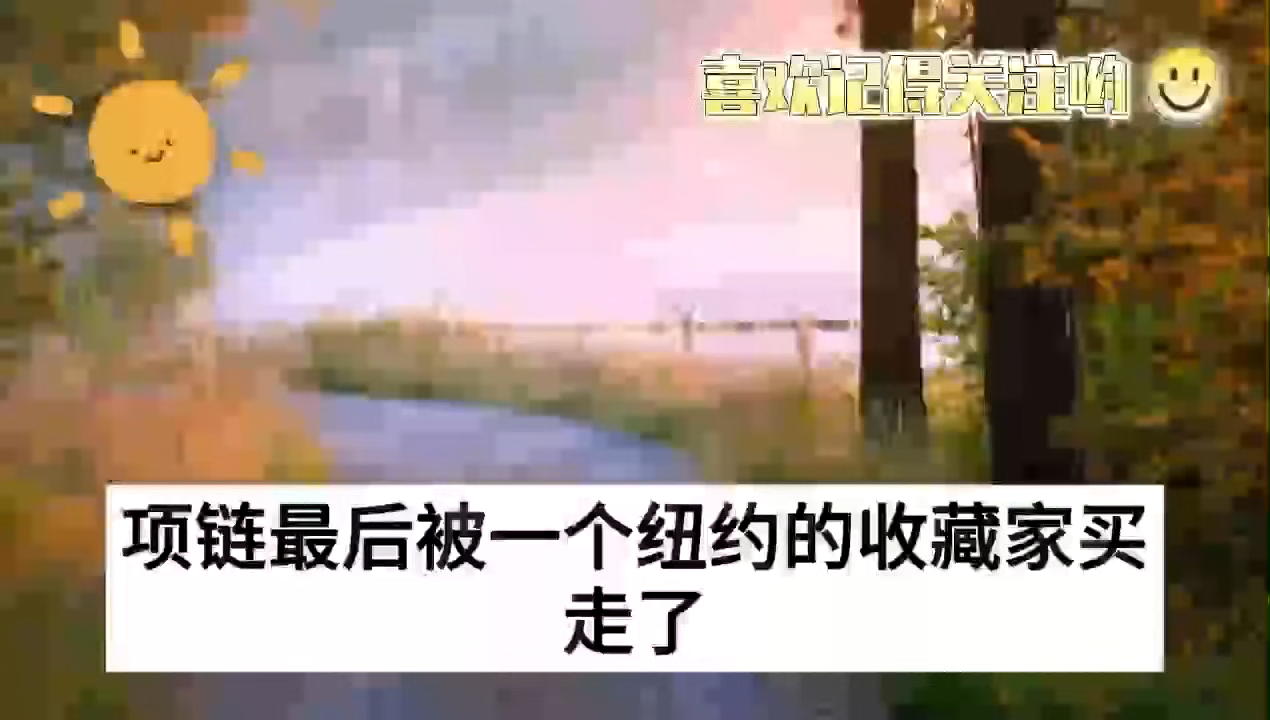 喜欢记得关注哟
项链最后被一个纽约的收藏家买
走了